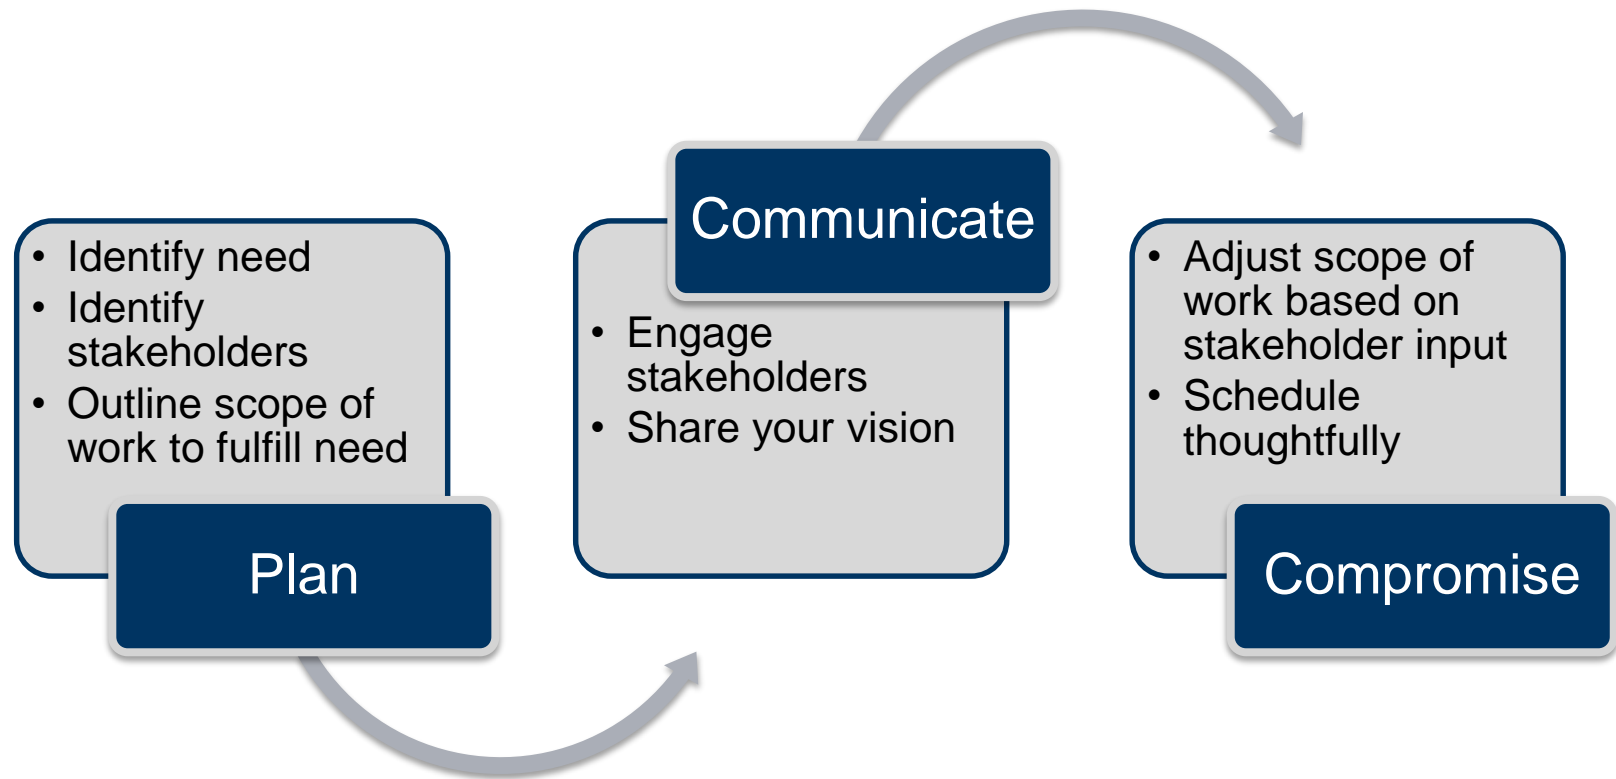 • Identify need
• Identify
stakeholders
• Outline scope of
work to fulfill need
Plan
Communicate
• Engage
stakeholders
• Share your vision
• Adjust scope of
work based on
stakeholder input
• Schedule
thoughtfully
Compromise